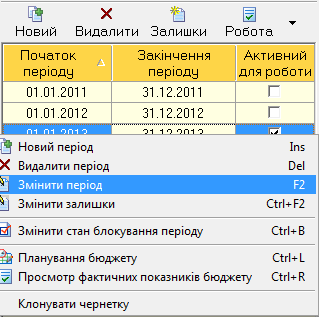 Новий Видалити Залишки Робота
Початок періоду Закінчення періоду Активний для роботи
01.01.2011 31.12.2011
01.01.2012 31.12.2012
01.01.2013 31.12.2013
Новий період Ins
Видалити період Del
Змінити період F2
Змінити залишки Ctrl+F2
Змінити стан блокування періоду Ctrl+B
Планування бюджету Ctrl+L
Просмотр фактичних показників бюджету Ctrl+R
Клонувати чернетку